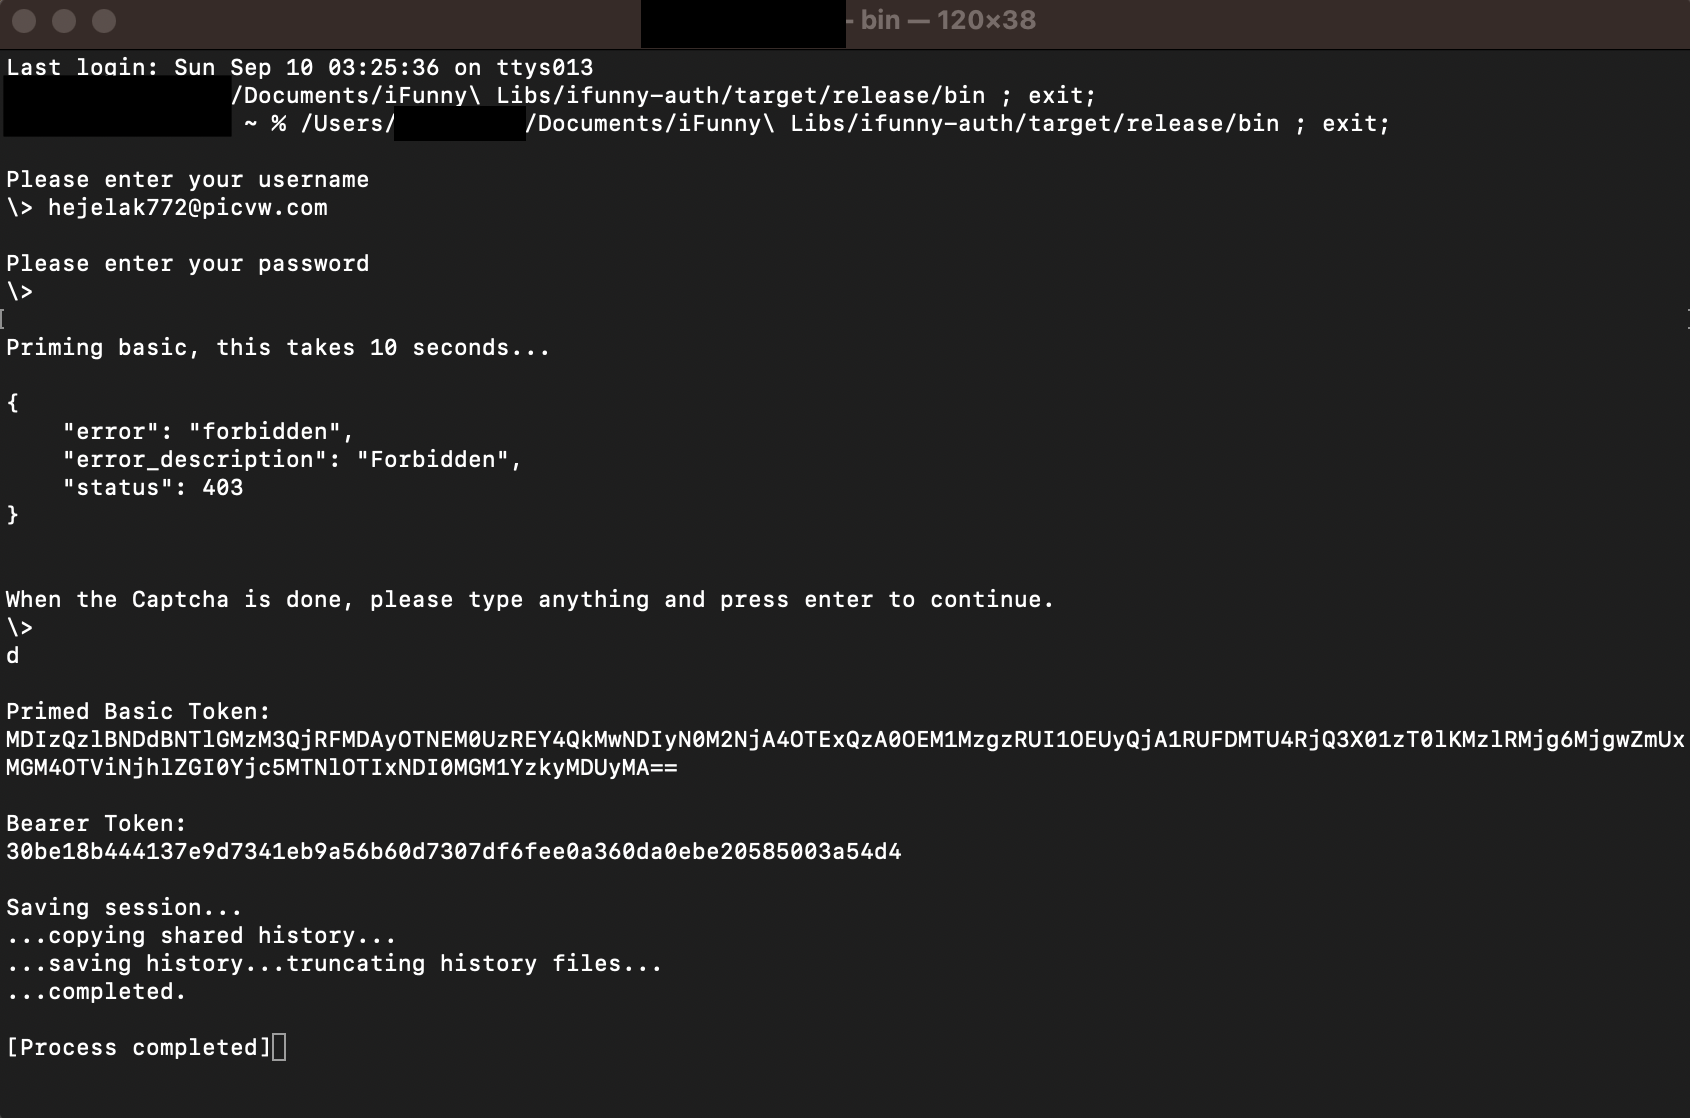 - bin — 120×38
Last login: Sun Sep 10 03:25:36 on ttys013
/Documents/iFunny\ Libs/ifunny-auth/target/release/bin ; exit;
~ % /Users/ /Documents/iFunny\ Libs/ifunny-auth/target/release/bin ; exit;
Please enter your username
\> hejelak772@picvw.com
Please enter your password
\>
Priming basic, this takes 10 seconds...
{
    "error": "forbidden",
    "error_description": "Forbidden",
    "status": 403
}
When the Captcha is done, please type anything and press enter to continue.
\>
d
Primed Basic Token:
MDIzQzlBNDdBNTlGMzM3QjRFMDAyOTNEM0UzREY4QkMwNDIyN0M2NjA4OTExQzA0OEM1MzgzRUI1OEUyQjA1RUFDMTU4RjQ3X01zT0lKMzlRMjg6MjgwZmUx
MGM4OTViNjhlZGI0Yjc5MTNlOTIxNDI0MGM1YzkyMDUyMA==
Bearer Token:
30be18b444137e9d7341eb9a56b60d7307df6fee0a360da0ebe20585003a54d4
Saving session...
...copying shared history...
...saving history...truncating history files...
...completed.
[Process completed]